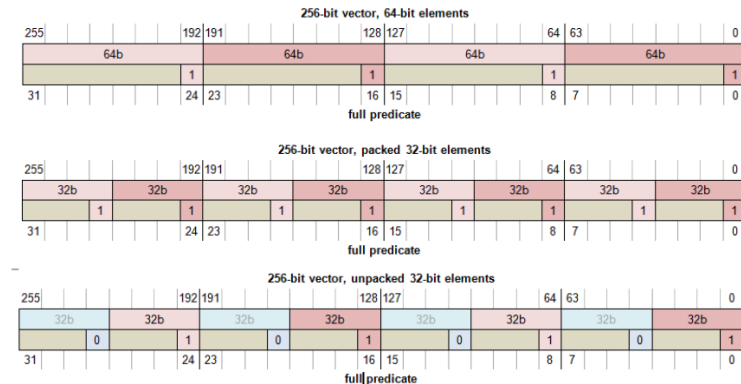 256-bit vector, 64-bit elements
255 192 191 128 127 64 63 0
64b 64b 64b 64b
1 1 1 1
31 24 23 16 15 8 7 0
full predicate
256-bit vector, packed 32-bit elements
255 192 191 128 127 64 63 0
32b 32b 32b 32b 32b 32b 32b 32b
1 1 1 1 1 1 1 1
31 24 23 16 15 8 7 0
full predicate
256-bit vector, unpacked 32-bit elements
255 192 191 128 127 64 63 0
32b 32b 32b 32b 32b 32b 32b 32b
0 1 0 1 0 1 0 1
31 24 23 16 15 8 7 0
full predicate